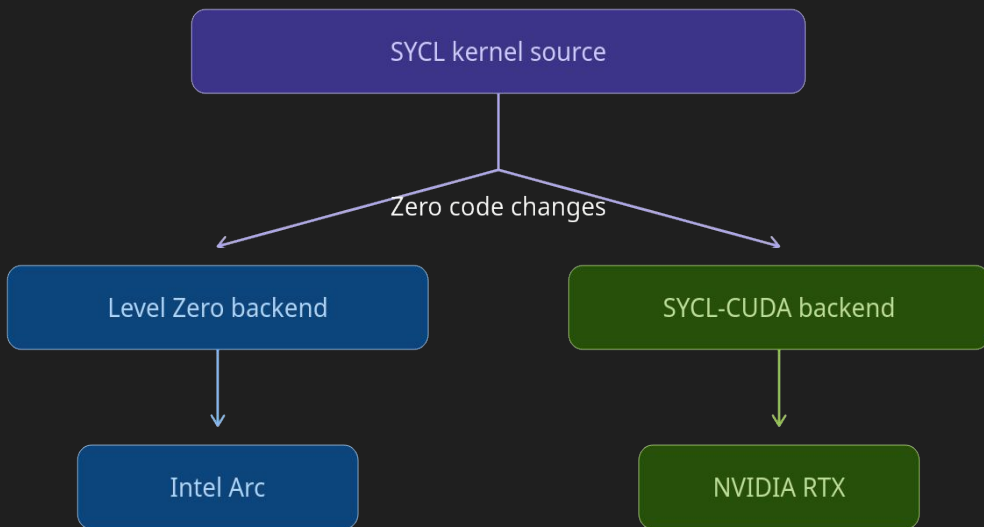 SYCL kernel source
Zero code changes
Level Zero backend
SYCL-CUDA backend
Intel Arc
NVIDIA RTX